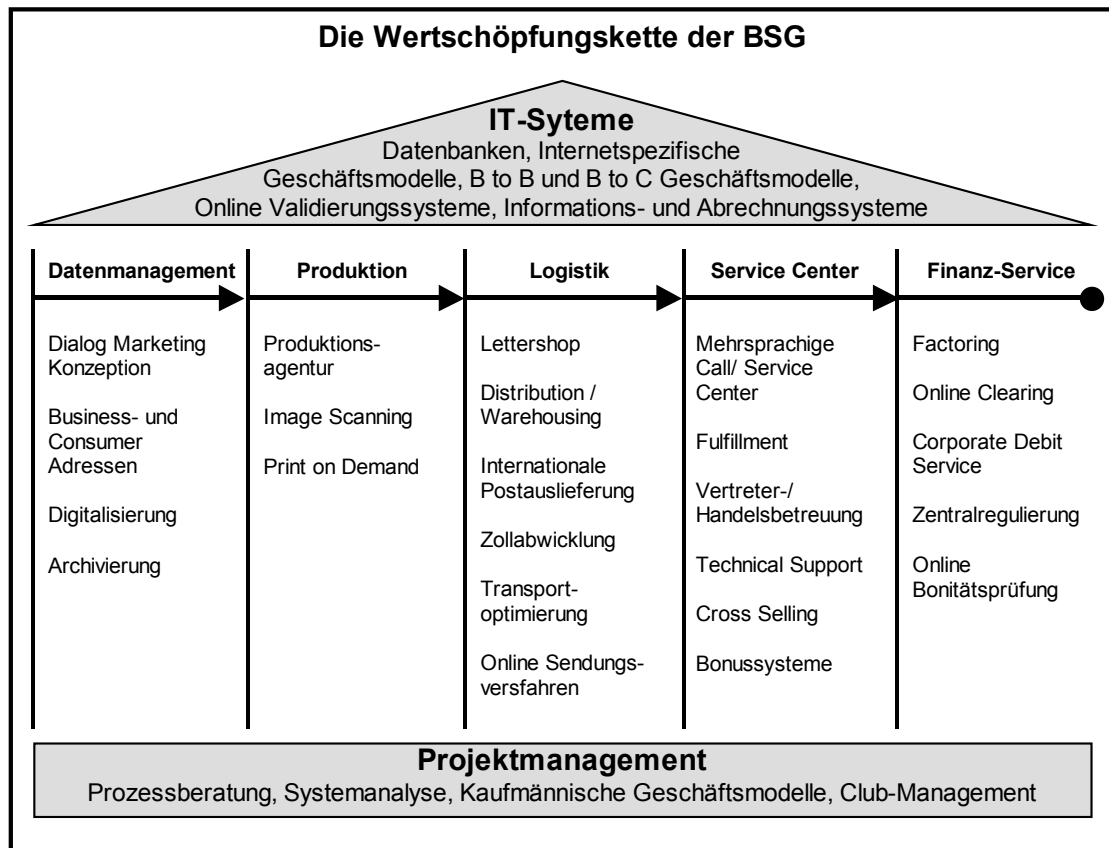 Die Wertschöpfungskette der BSG
IT-Syteme
Datenbanken, Internetspezifische
Geschäftsmodelle, B to B und B to C Geschäftsmodelle,
Online Validierungssysteme, Informations- und Abrechnungssysteme
Datenmanagement
Dialog Marketing
Konzeption
Business- und
Consumer
Adressen
Digitalisierung
Archivierung
Produktion
Produktions-
agentur
Image Scanning
Print on Demand
Logistik
Lettershop
Distribution /
Warehousing
Internationale
Postauslieferung
Zollabwicklung
Transport-
optimierung
Online Sendungs-
versfahren
Service Center
Mehrsprachige
Call/ Service
Center
Fulfillment
Vertreter-/
Handelsbetreuung
Technical Support
Cross Selling
Bonussysteme
Finanz-Service
Factoring
Online Clearing
Corporate Debit
Service
Zentralregulierung
Online
Bonitätsprüfung
Projektmanagement
Prozessberatung, Systemanalyse, Kaufmännische Geschäftsmodelle, Club-Management